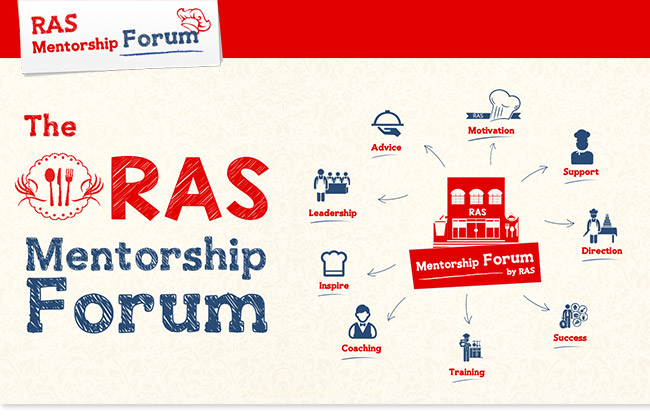 RAS
Mentorship Forum
The
RAS
Mentorship
Forum
Advice
RAS
Motivation
Support
Leadership
RAS
Direction
Mentorship Forum
by RAS
Inspire
Coaching
Success
Training